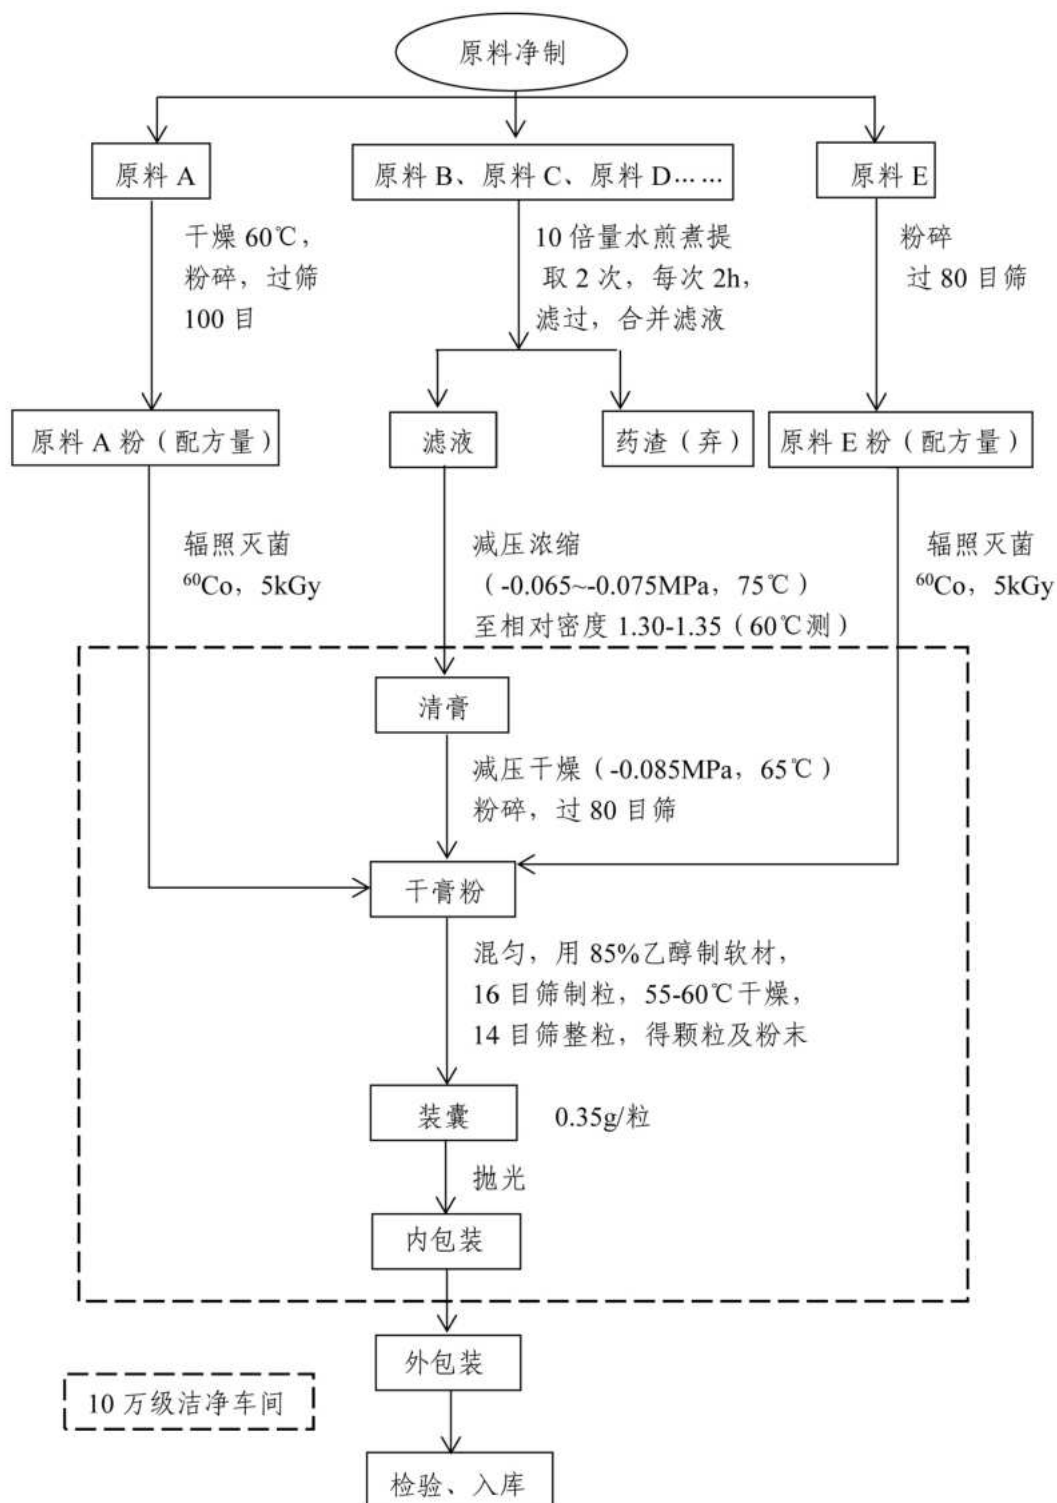 原料净制
原料 A
原料 B、原料 C、原料 D……
原料 E
干燥 60℃，
粉碎，过筛
100 目
10 倍量水煎煮提
取 2 次，每次 2h，
滤过，合并滤液
粉碎
过 80 目筛
原料 A 粉（配方量）
滤液
药渣（弃）
原料 E 粉（配方量）
辐照灭菌
⁶⁰Co，5kGy
减压浓缩
（-0.065~-0.075MPa，75℃）
至相对密度 1.30-1.35（60℃测）
辐照灭菌
⁶⁰Co，5kGy
清膏
减压干燥（-0.085MPa，65℃）
粉碎，过 80 目筛
干膏粉
混匀，用 85%乙醇制软材，
16 目筛制粒，55-60℃干燥，
14 目筛整粒，得颗粒及粉末
装囊
0.35g/粒
抛光
内包装
外包装
10 万级洁净车间
检验、入库